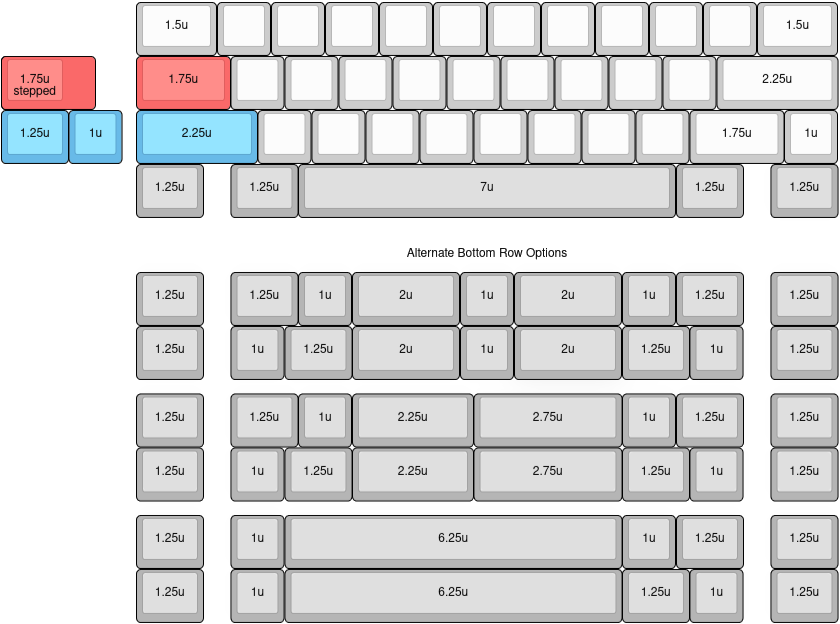 1.5u 1.5u
1.75u
stepped
1.75u 2.25u
1.25u 1u 2.25u 1.75u 1u
1.25u 1.25u 7u 1.25u 1.25u
Alternate Bottom Row Options
1.25u 1.25u 1u 2u 1u 2u 1u 1.25u 1.25u
1.25u 1u 1.25u 2u 1u 2u 1.25u 1u 1.25u
1.25u 1.25u 1u 2.25u 2.75u 1u 1.25u 1.25u
1.25u 1u 1.25u 2.25u 2.75u 1.25u 1u 1.25u
1.25u 1u 6.25u 1u 1.25u 1.25u
1.25u 1u 6.25u 1.25u 1u 1.25u